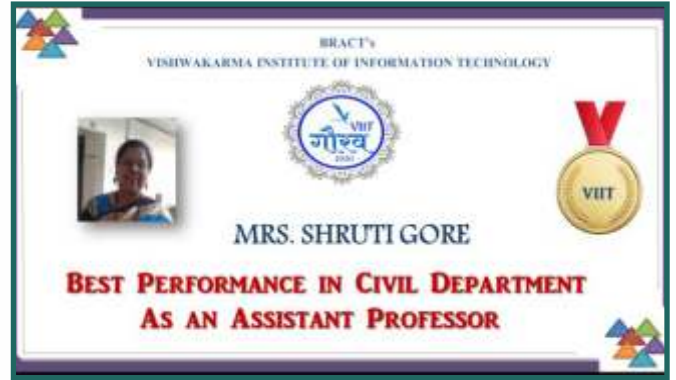 BRACT's
VISHWAKARMA INSTITUTE OF INFORMATION TECHNOLOGY
VIIT
गौरव
2020
VIIT
MRS. SHRUTI GORE
BEST PERFORMANCE IN CIVIL DEPARTMENT
AS AN ASSISTANT PROFESSOR